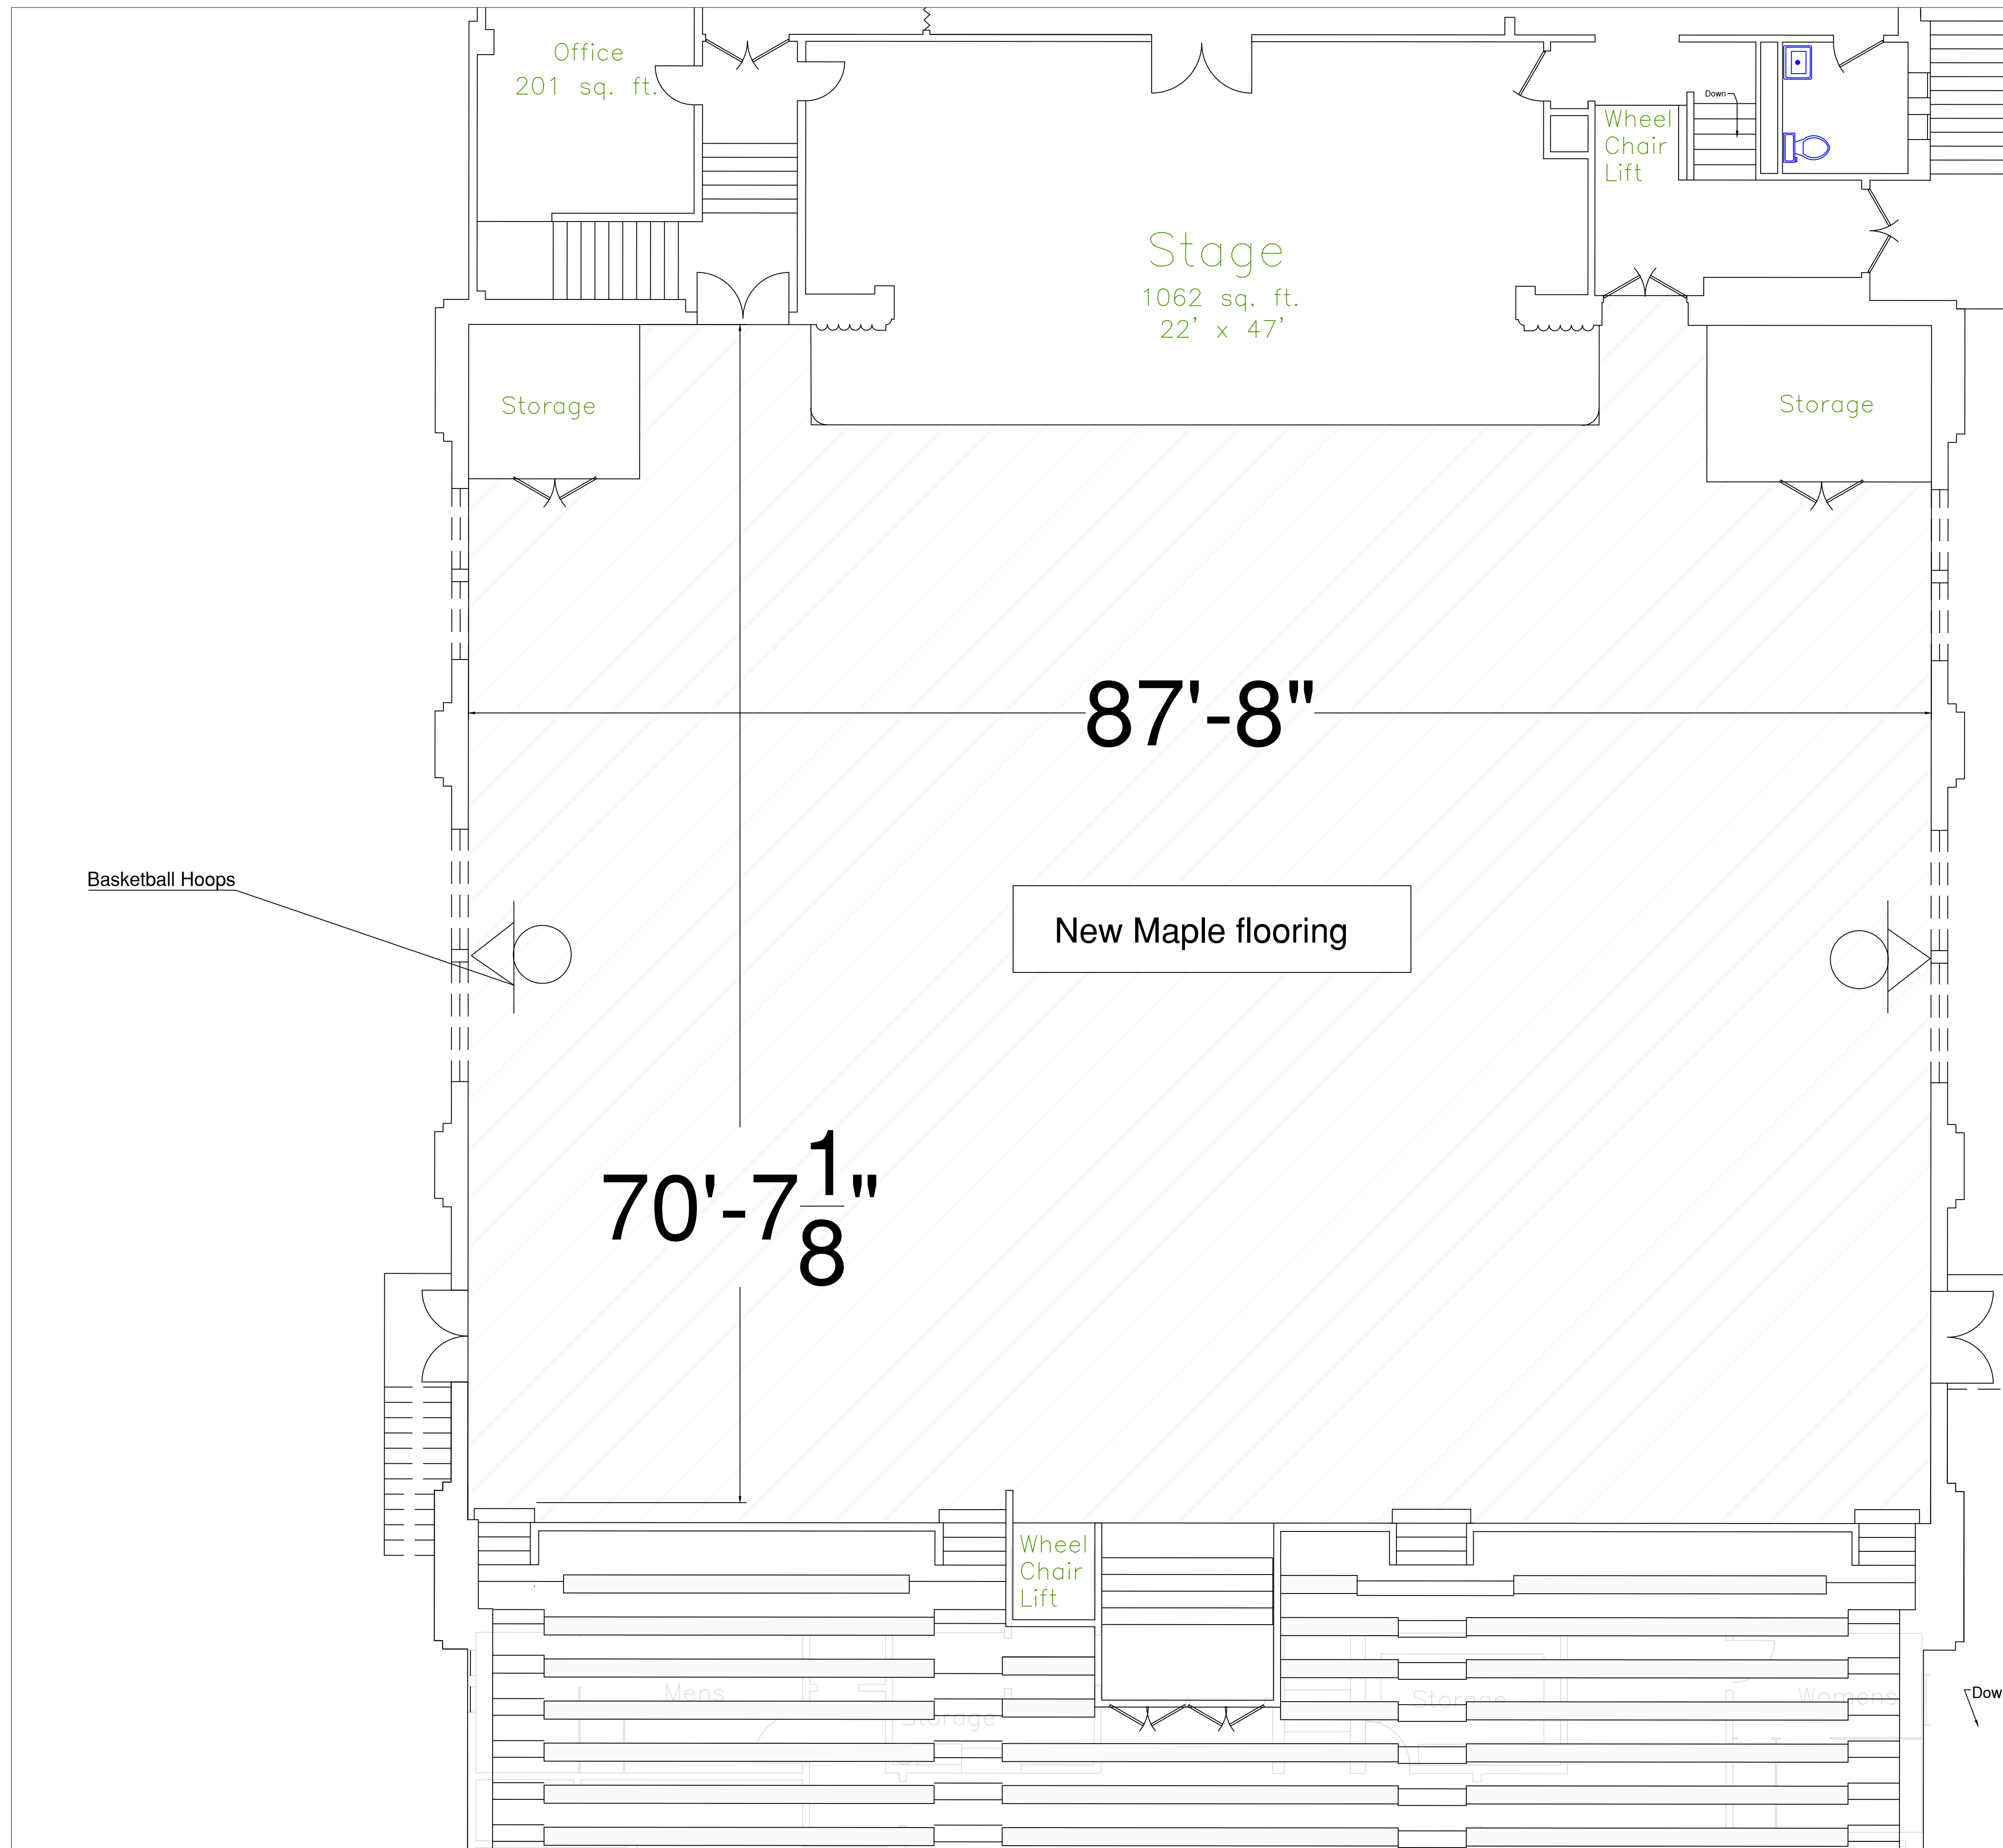 Office
201 sq. ft.
Down
Wheel
Chair
Lift
Stage
1062 sq. ft.
22' x 47'
Storage
Storage
87'-8"
Basketball Hoops
New Maple flooring
70'-7 1/8"
Wheel
Chair
Lift
Mens
Storage
Storage
Womens
Dow